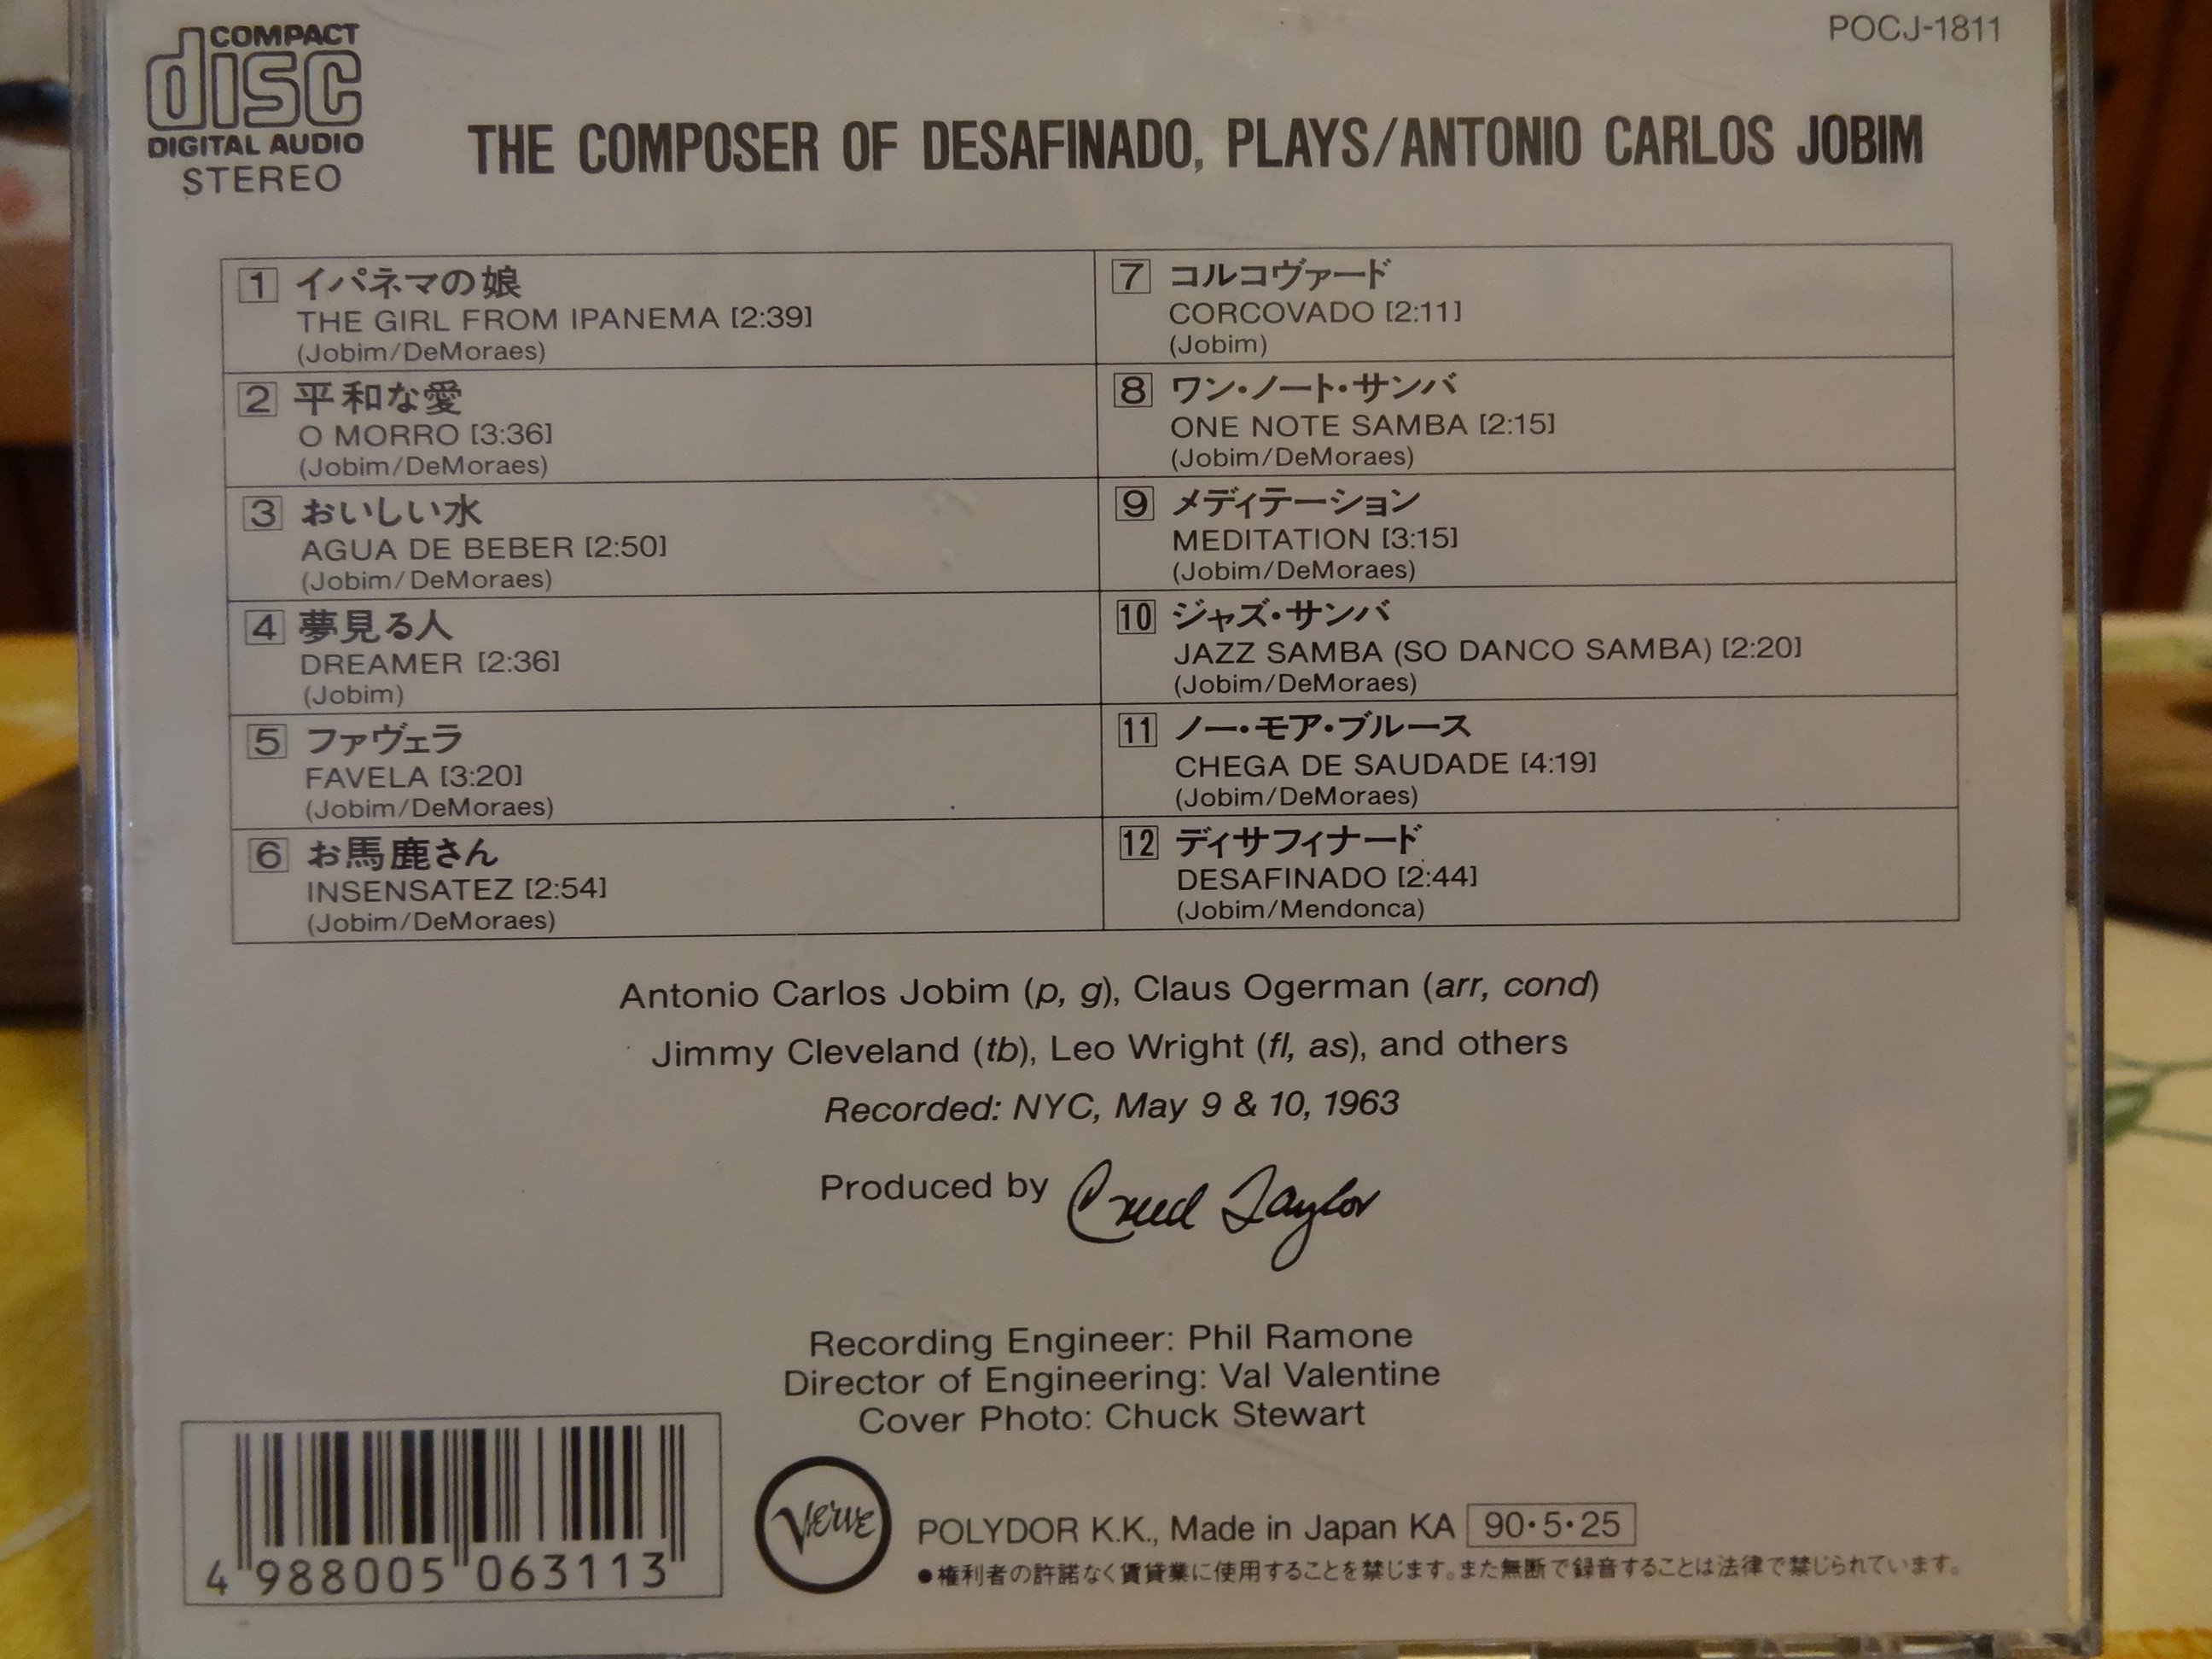 COMPACT
disc
DIGITAL AUDIO
STEREO
POCJ-1811
THE COMPOSER OF DESAFINADO, PLAYS/ANTONIO CARLOS JOBIM
1 イパネマの娘
THE GIRL FROM IPANEMA [2:39]
(Jobim/DeMoraes)
2 平和な愛
O MORRO [3:36]
(Jobim/DeMoraes)
3 おいしい水
AGUA DE BEBER [2:50]
(Jobim/DeMoraes)
4 夢見る人
DREAMER [2:36]
(Jobim)
5 ファヴェラ
FAVELA [3:20]
(Jobim/DeMoraes)
6 お馬鹿さん
INSENSATEZ [2:54]
(Jobim/DeMoraes)
7 コルコヴァード
CORCOVADO [2:11]
(Jobim)
8 ワン・ノート・サンバ
ONE NOTE SAMBA [2:15]
(Jobim/DeMoraes)
9 メディテーション
MEDITATION [3:15]
(Jobim/DeMoraes)
10 ジャズ・サンバ
JAZZ SAMBA (SO DANCO SAMBA) [2:20]
(Jobim/DeMoraes)
11 ノー・モア・ブルース
CHEGA DE SAUDADE [4:19]
(Jobim/DeMoraes)
12 ディサフィナード
DESAFINADO [2:44]
(Jobim/Mendonca)
Antonio Carlos Jobim (p, g), Claus Ogerman (arr, cond)
Jimmy Cleveland (tb), Leo Wright (fl, as), and others
Recorded: NYC, May 9 & 10, 1963
Produced by Creed Taylor
Recording Engineer: Phil Ramone
Director of Engineering: Val Valentine
Cover Photo: Chuck Stewart
4 988005 063113
Verve
POLYDOR K.K., Made in Japan KA 90・5・25
●権利者の許諾なく賃貸業に使用することを禁じます。また無断で録音することは法律で禁じられています。